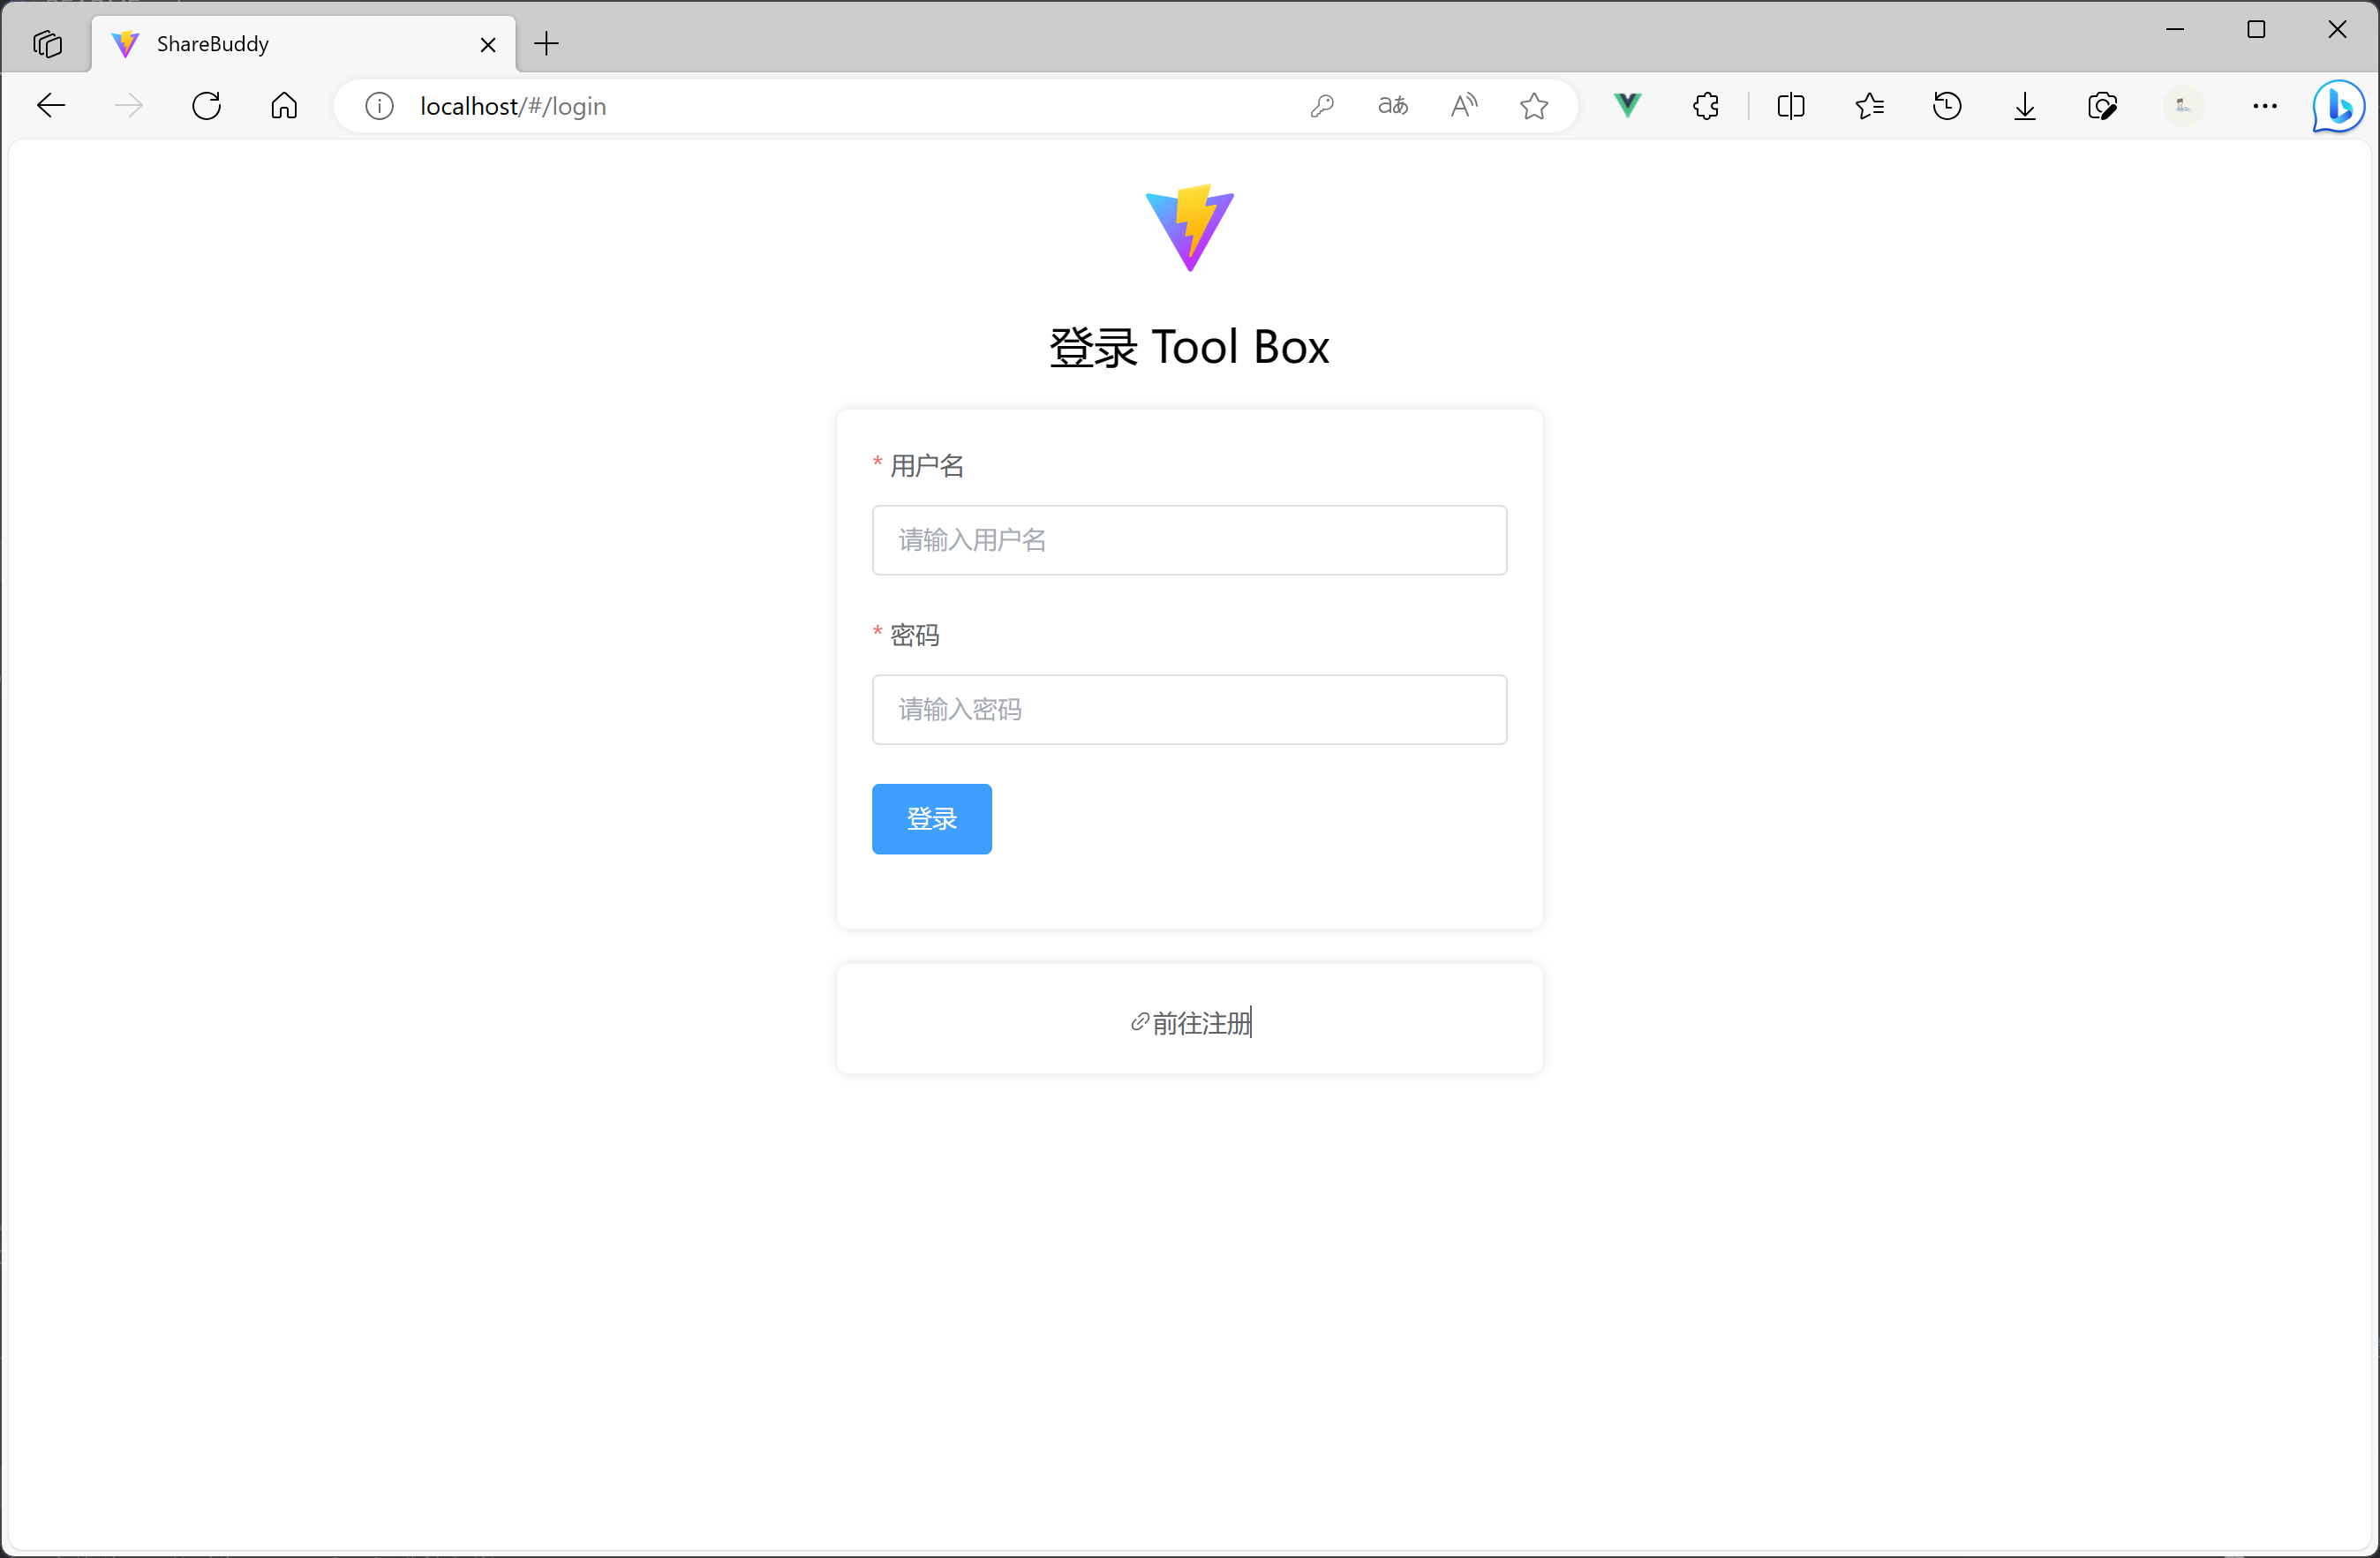 ShareBuddy
localhost/#/login
登录 Tool Box
* 用户名
请输入用户名
* 密码
请输入密码
登录
前往注册